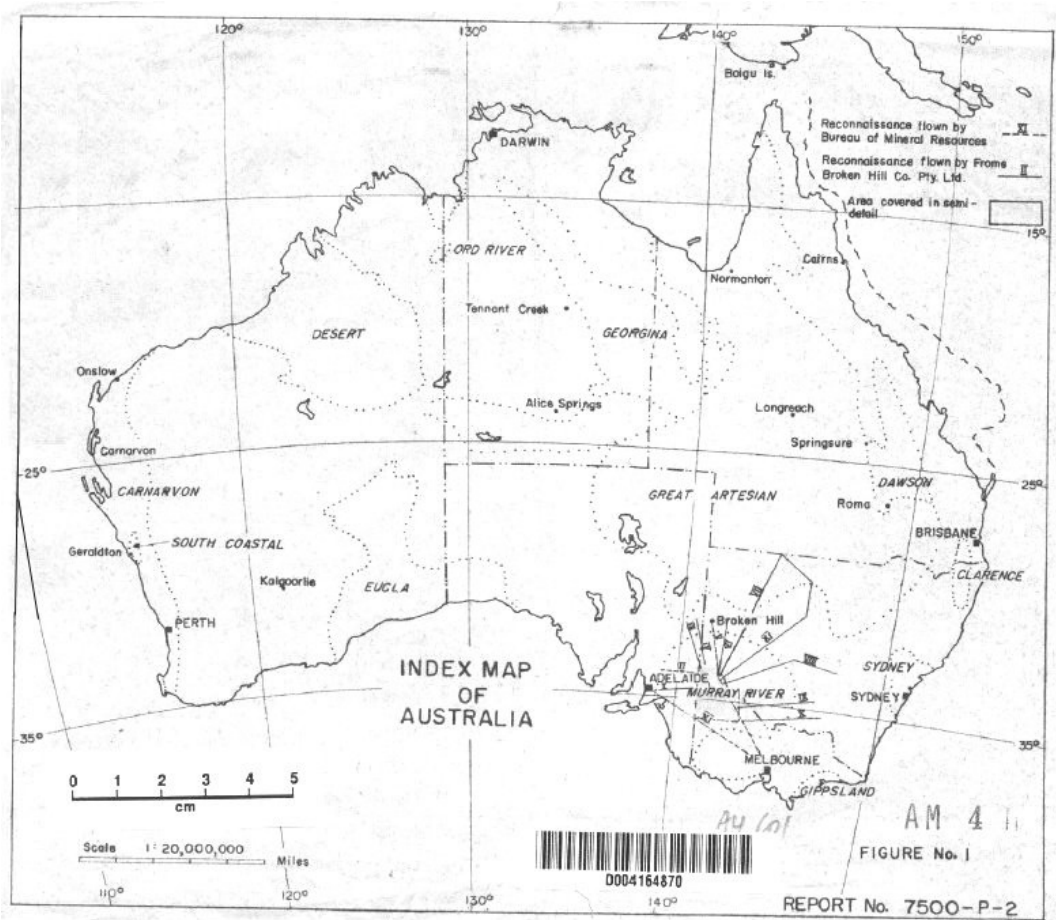 120°
130°
140°
150°
Boigu Is.
DARWIN
Reconnaissance flown by
Bureau of Mineral Resources
XI
Reconnaissance flown by Frome
Broken Hill Co. Pty. Ltd.
II
Area covered in semi-
detail
15°
ORD RIVER
Cairns
Normanton
Tennant Creek
DESERT
GEORGINA
Onslow
Alice Springs
Longreach
Springsure
Carnarvon
25°
25°
CARNARVON
GREAT ARTESIAN
DAWSON
Roma
BRISBANE
SOUTH COASTAL
Geraldton
Kalgoorlie
EUCLA
CLARENCE
Broken Hill
PERTH
INDEX MAP
OF
AUSTRALIA
ADELAIDE
MURRAY RIVER
SYDNEY
SYDNEY
35°
35°
MELBOURNE
GIPPSLAND
0 1 2 3 4 5
cm
AM 4
Scale 1:20,000,000
Miles
FIGURE No. 1
D004164870
110°
120°
140°
REPORT No. 7500-P-2